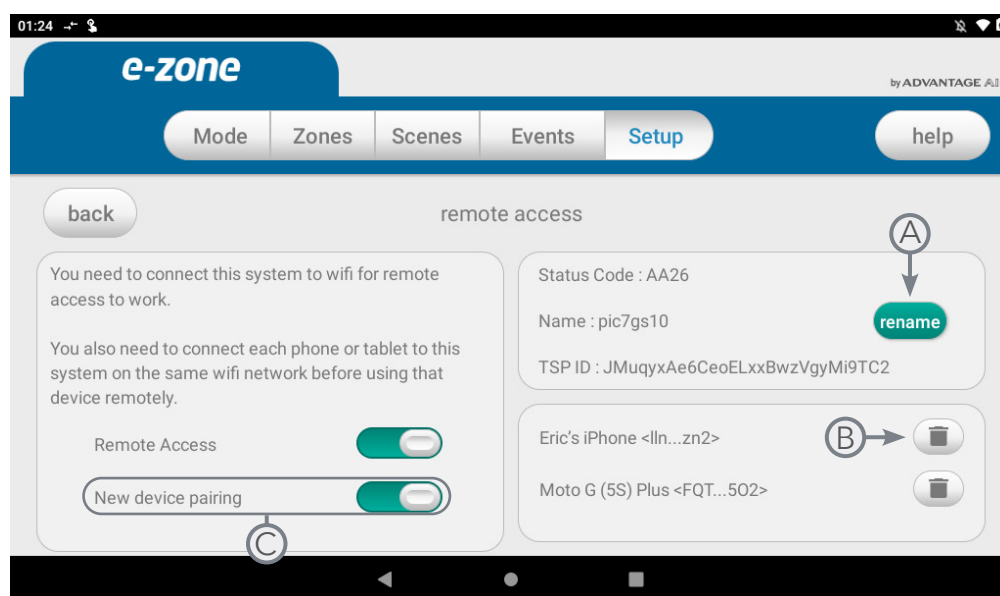 01:24
e-zone
by ADVANTAGE AI
Mode Zones Scenes Events Setup help
back remote access
A
You need to connect this system to wifi for remote
access to work.
You also need to connect each phone or tablet to this
system on the same wifi network before using that
device remotely.
Remote Access
New device pairing
C
Status Code : AA26
Name : pic7gs10 rename
TSP ID : JMuqyxAe6CeoELxxBwzVgyMi9TC2
Eric's iPhone <lln...zn2> B
Moto G (5S) Plus <FQT...5O2>